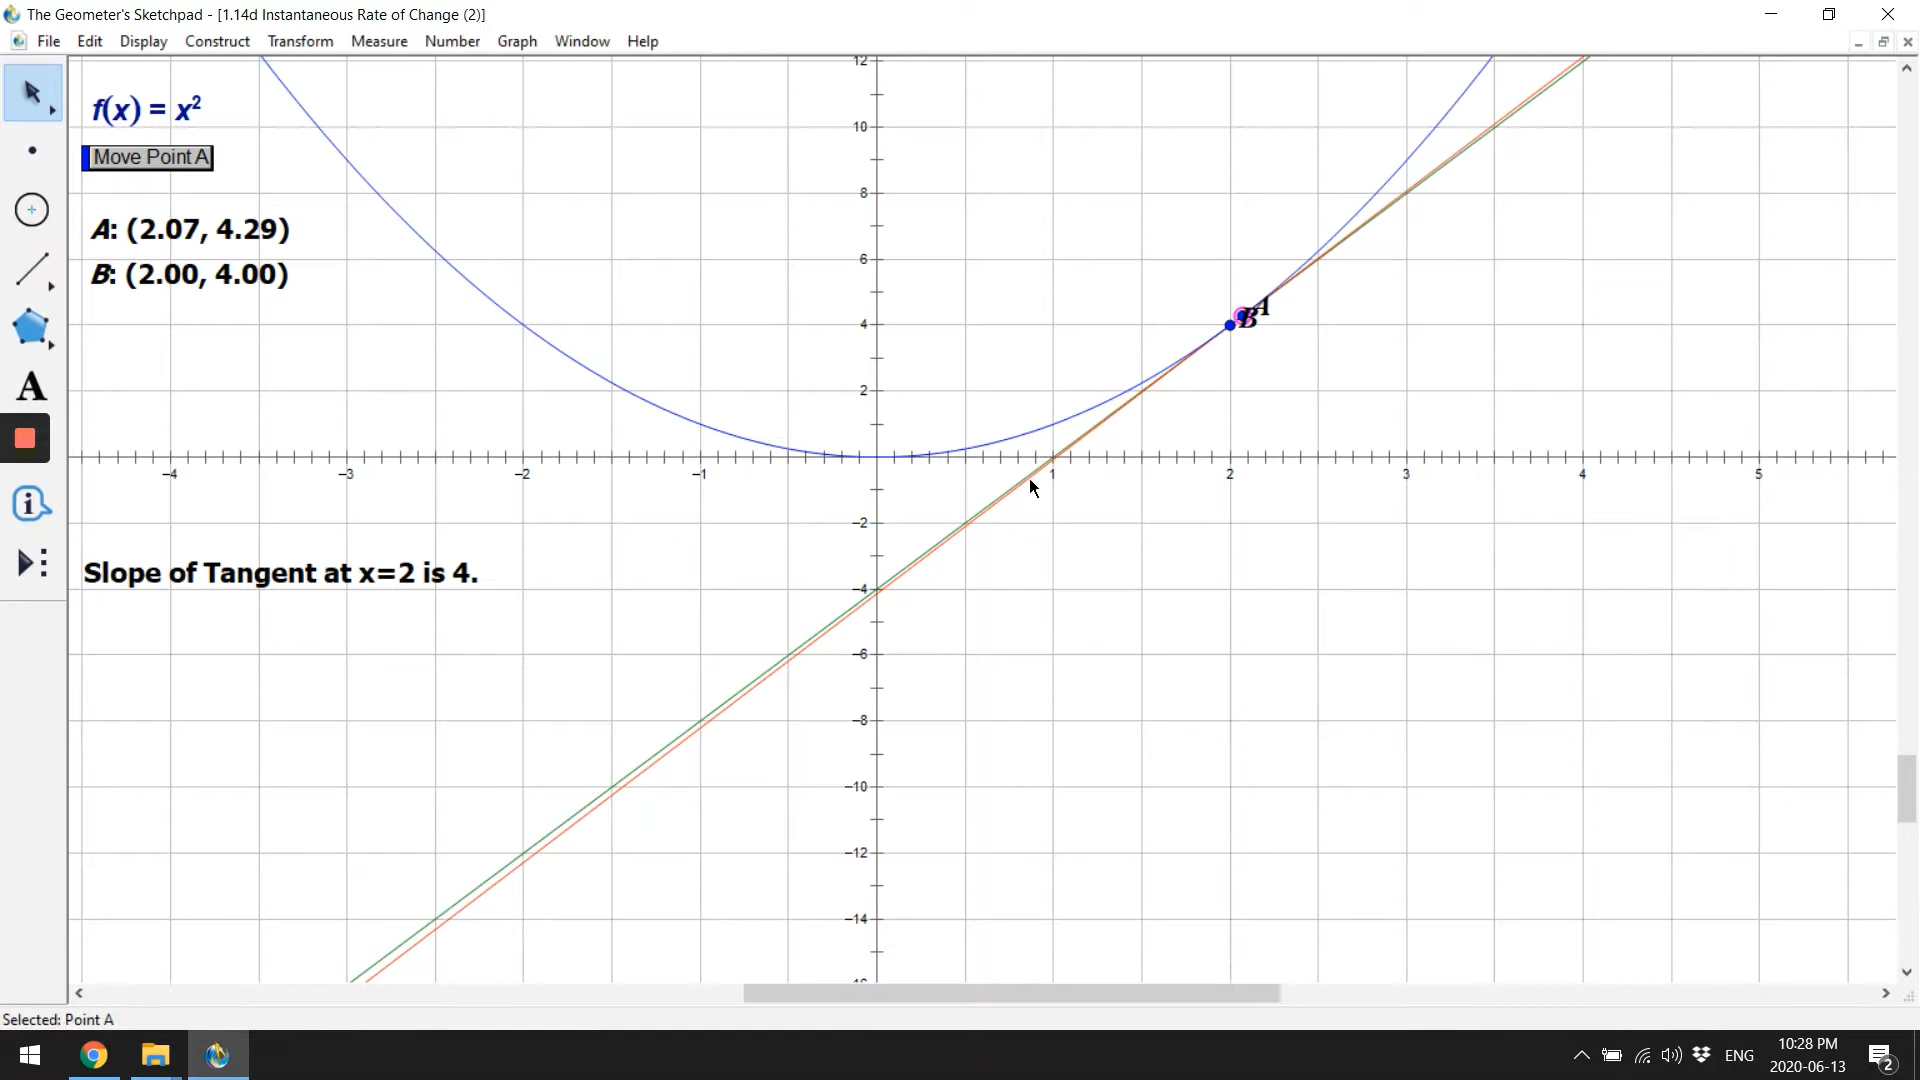 The Geometer's Sketchpad - [1.14d Instantaneous Rate of Change (2)]
File Edit Display Construct Transform Measure Number Graph Window Help
f(x) = x²
Move Point A
A: (2.07, 4.29)
B: (2.00, 4.00)
12
10
8
6
4
2
A
B
−4 −3 −2 −1 1 2 3 4 5
−2
−4
−6
−8
−10
−12
−14
A
Slope of Tangent at x=2 is 4.
Selected: Point A
ENG
10:28 PM
2020-06-13
2